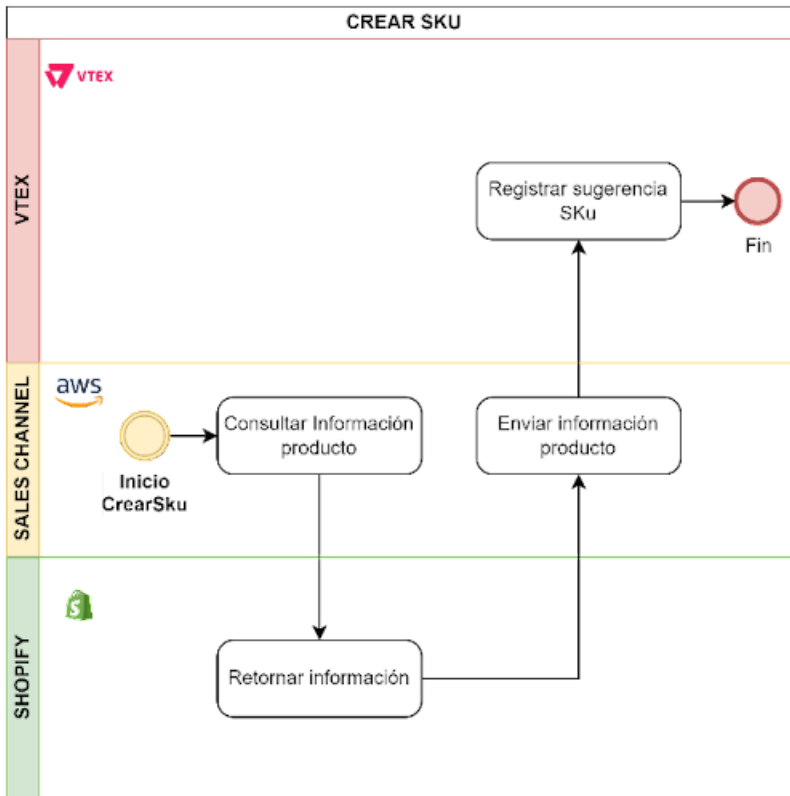 CREAR SKU
VTEX
VTEX
Registrar sugerencia
SKu
Fin
SALES CHANNEL
aws
Inicio
CrearSku
Consultar Información
producto
Enviar información
producto
SHOPIFY
S
Retornar información